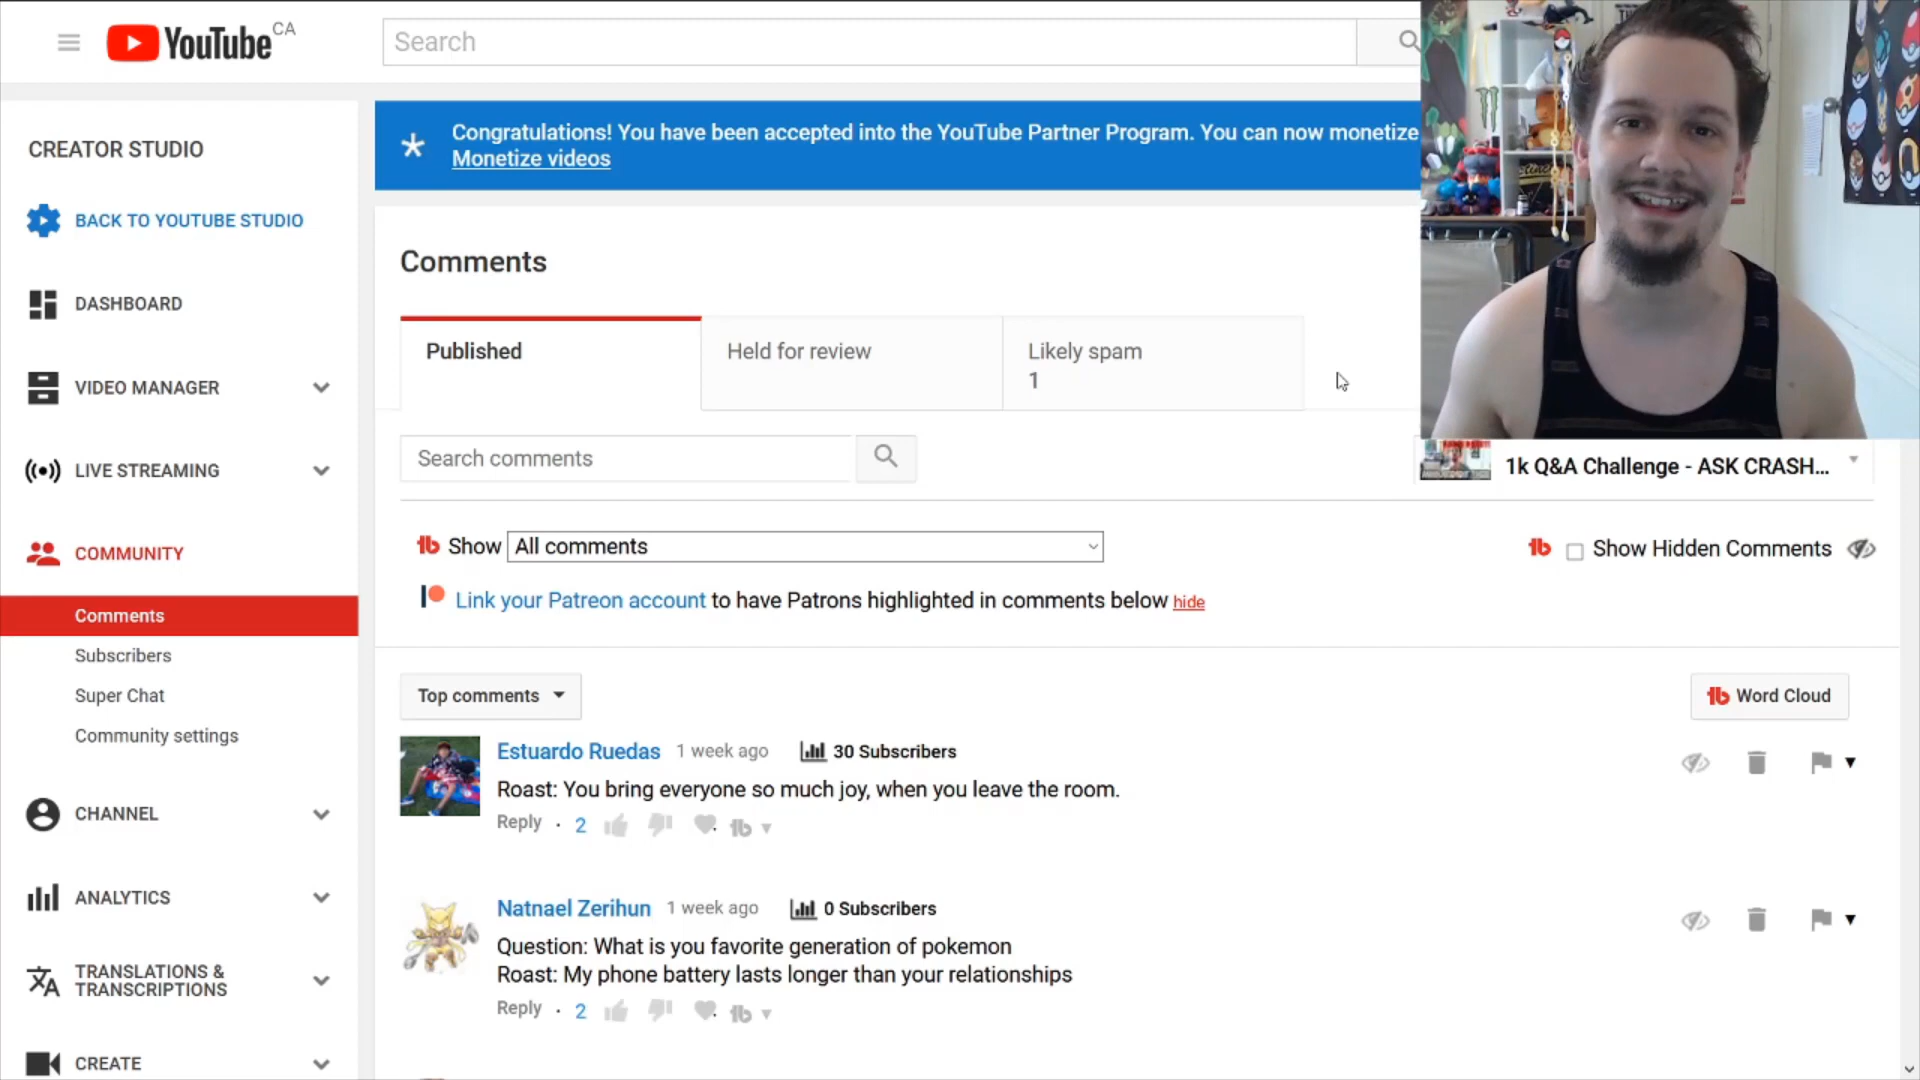 YouTube CA
Search
CREATOR STUDIO
BACK TO YOUTUBE STUDIO
DASHBOARD
VIDEO MANAGER
LIVE STREAMING
COMMUNITY
Comments
Subscribers
Super Chat
Community settings
CHANNEL
ANALYTICS
TRANSLATIONS &
TRANSCRIPTIONS
CREATE
Congratulations! You have been accepted into the YouTube Partner Program. You can now monetize
Monetize videos
Comments
Published
Held for review
Likely spam
1
Search comments
1k Q&A Challenge - ASK CRASH...
Show All comments
Show Hidden Comments
Link your Patreon account to have Patrons highlighted in comments below hide
Top comments
Word Cloud
Estuardo Ruedas 1 week ago 30 Subscribers
Roast: You bring everyone so much joy, when you leave the room.
Reply · 2
Natnael Zerihun 1 week ago 0 Subscribers
Question: What is you favorite generation of pokemon
Roast: My phone battery lasts longer than your relationships
Reply · 2